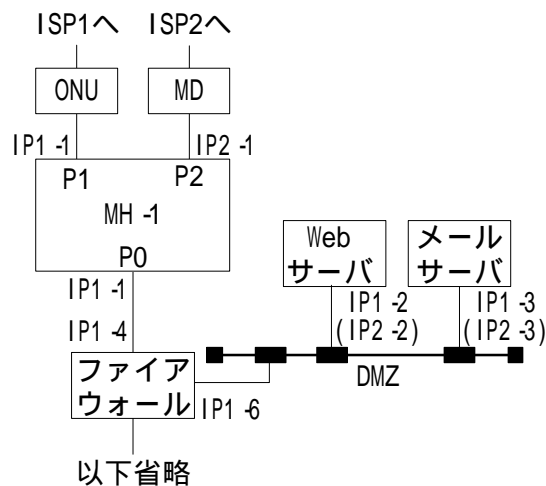 ISP1へ ISP2へ
ONU MD
IP1-1 IP2-1
P1 P2
MH-1
P0
Web
サーバ
メール
サーバ
IP1-1
IP1-2
(IP2-2)
IP1-3
(IP2-3)
IP1-4
DMZ
ファイア
ウォール
IP1-6
以下省略